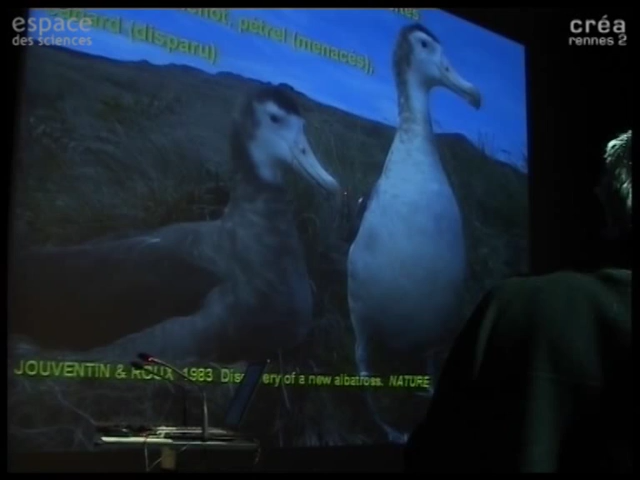 espace
des sciences
créa
rennes 2
pétrel (menacés),
(disparu)
JOUVENTIN & ROUX 1983 Discovery of a new albatross. NATURE